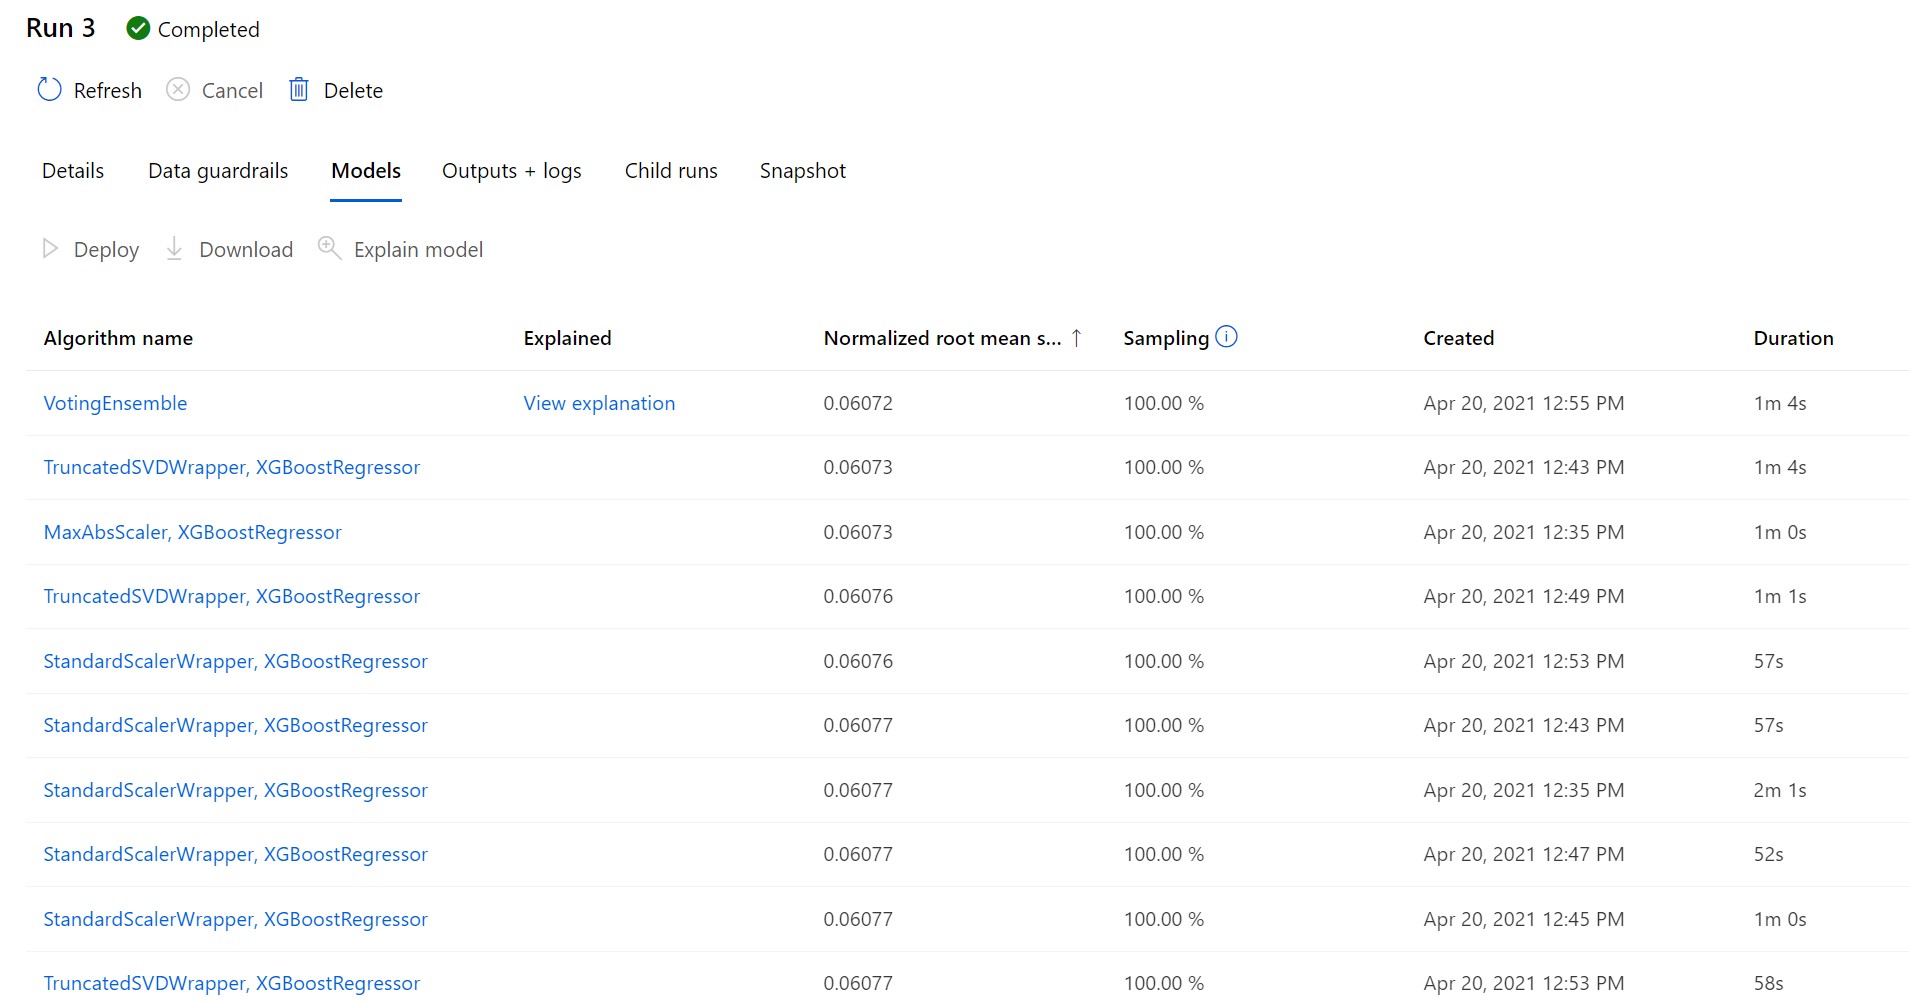 Run 3 Completed
Refresh Cancel Delete
Details Data guardrails Models Outputs + logs Child runs Snapshot
Deploy Download Explain model
Algorithm name Explained Normalized root mean s... ↑ Sampling Created Duration
VotingEnsemble View explanation 0.06072 100.00 % Apr 20, 2021 12:55 PM 1m 4s
TruncatedSVDWrapper, XGBoostRegressor 0.06073 100.00 % Apr 20, 2021 12:43 PM 1m 4s
MaxAbsScaler, XGBoostRegressor 0.06073 100.00 % Apr 20, 2021 12:35 PM 1m 0s
TruncatedSVDWrapper, XGBoostRegressor 0.06076 100.00 % Apr 20, 2021 12:49 PM 1m 1s
StandardScalerWrapper, XGBoostRegressor 0.06076 100.00 % Apr 20, 2021 12:53 PM 57s
StandardScalerWrapper, XGBoostRegressor 0.06077 100.00 % Apr 20, 2021 12:43 PM 57s
StandardScalerWrapper, XGBoostRegressor 0.06077 100.00 % Apr 20, 2021 12:35 PM 2m 1s
StandardScalerWrapper, XGBoostRegressor 0.06077 100.00 % Apr 20, 2021 12:47 PM 52s
StandardScalerWrapper, XGBoostRegressor 0.06077 100.00 % Apr 20, 2021 12:45 PM 1m 0s
TruncatedSVDWrapper, XGBoostRegressor 0.06077 100.00 % Apr 20, 2021 12:53 PM 58s